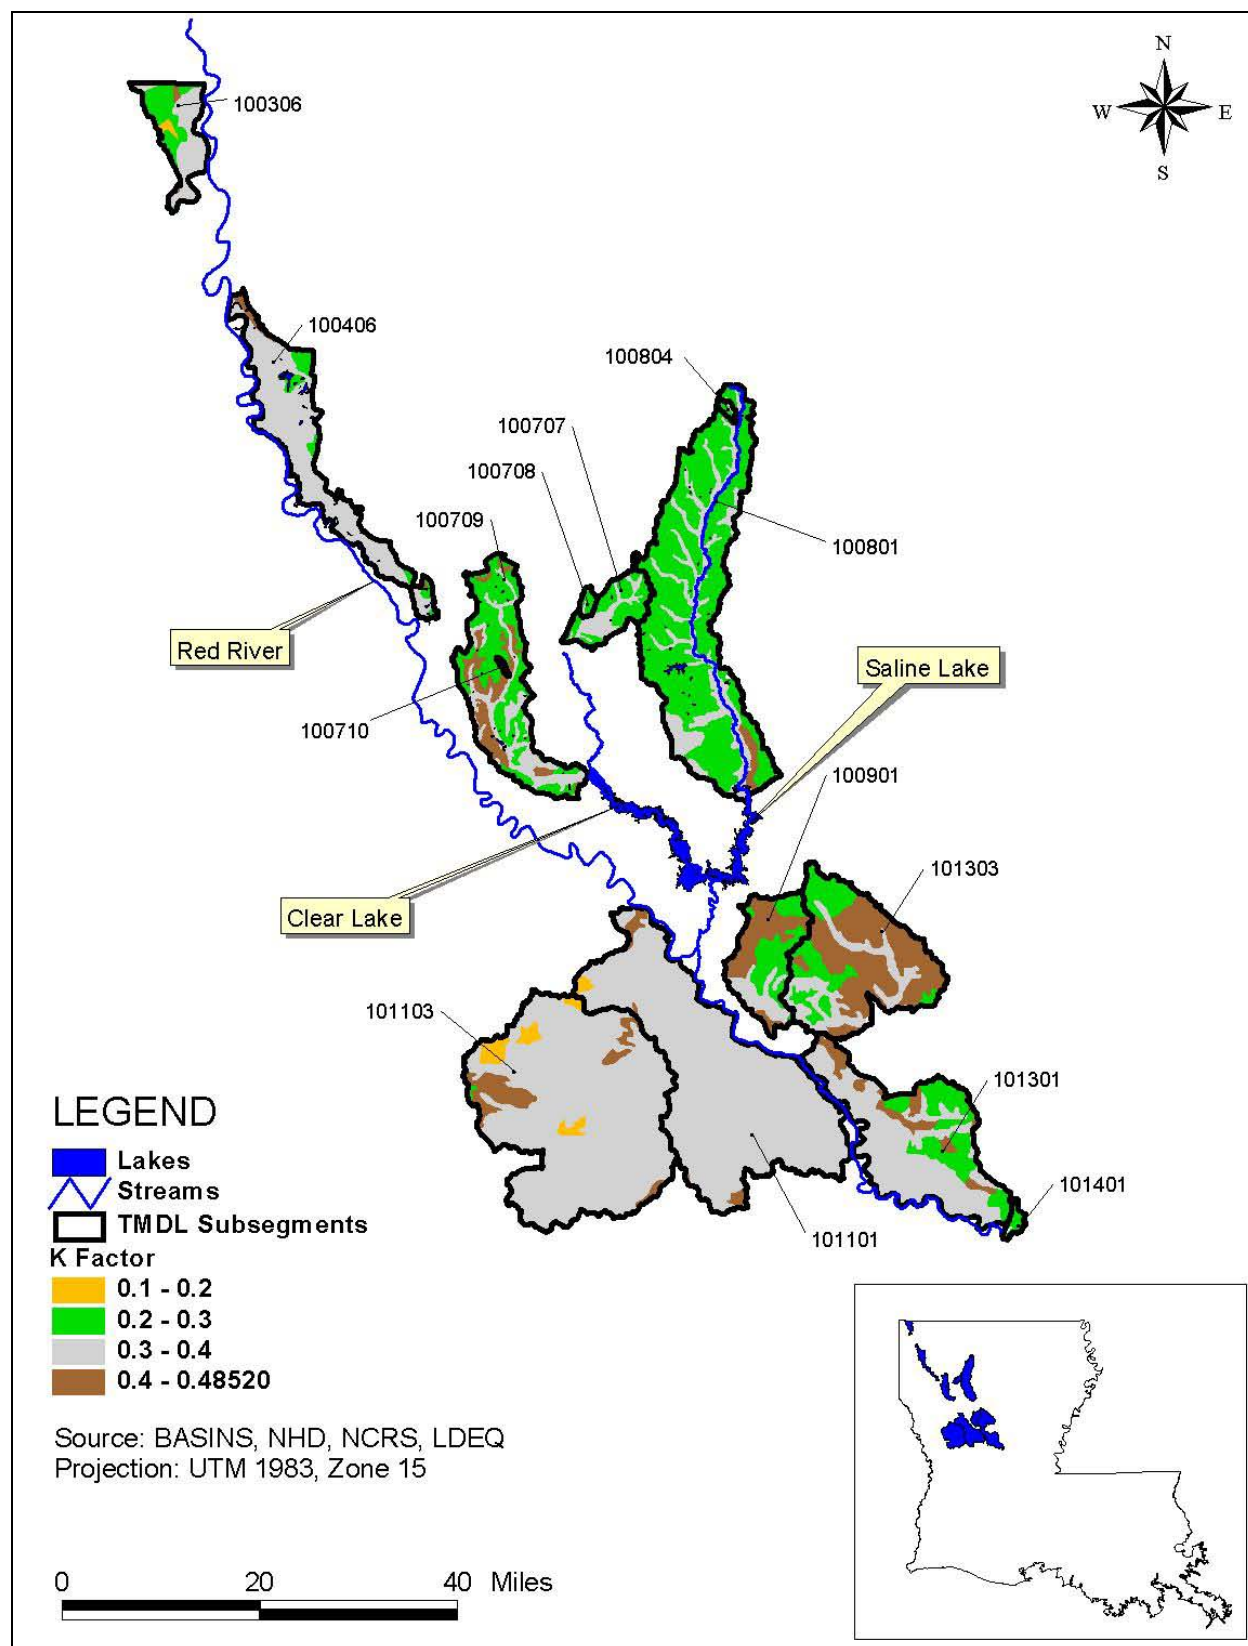 N
W E
S
100306
100406
100804
100707
100708
100709
100801
Red River
Saline Lake
100710
100901
101303
Clear Lake
101103
101301
101401
101101
LEGEND
Lakes
Streams
TMDL Subsegments
K Factor
0.1 - 0.2
0.2 - 0.3
0.3 - 0.4
0.4 - 0.48520
Source: BASINS, NHD, NCRS, LDEQ
Projection: UTM 1983, Zone 15
0 20 40 Miles